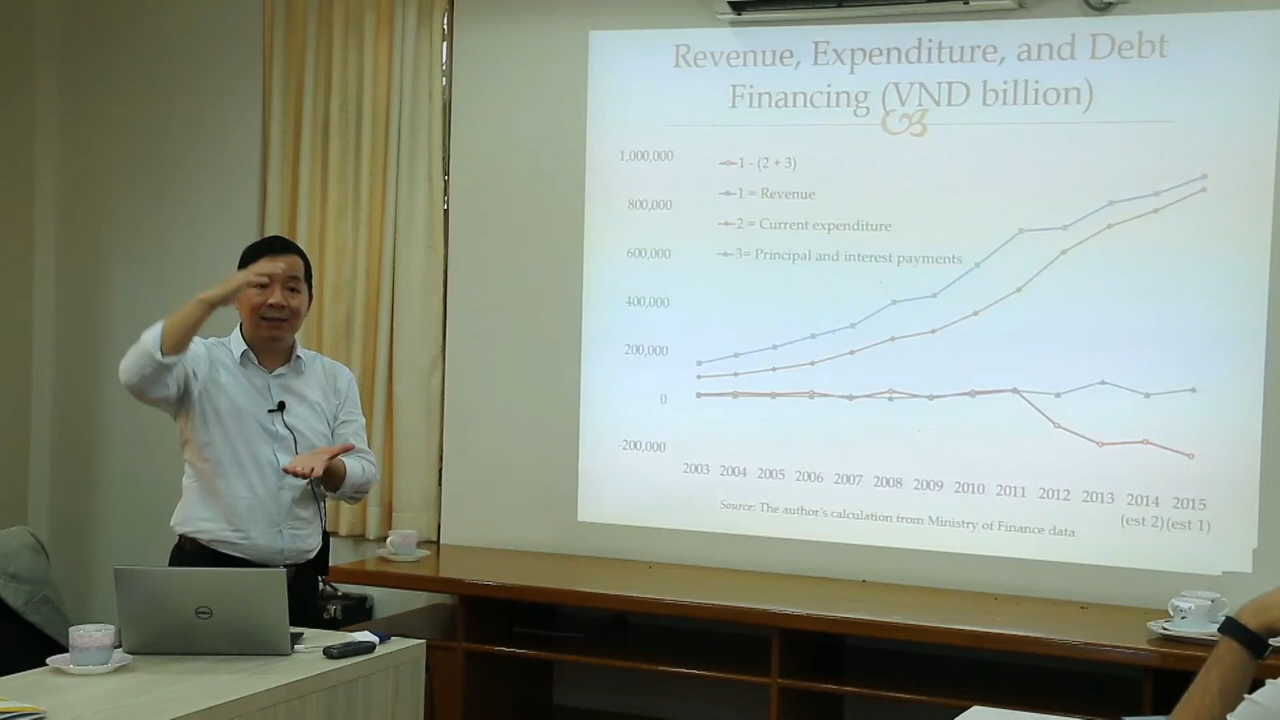 Revenue, Expenditure, and Debt
Financing (VND billion)
1,000,000
800,000
600,000
400,000
200,000
0
-200,000
1 - (2 + 3)
1 = Revenue
2 = Current expenditure
3= Principal and interest payments
2003 2004 2005 2006 2007 2008 2009 2010 2011 2012 2013 2014 2015
(est 2)(est 1)
Source: The author's calculation from Ministry of Finance data
DELL